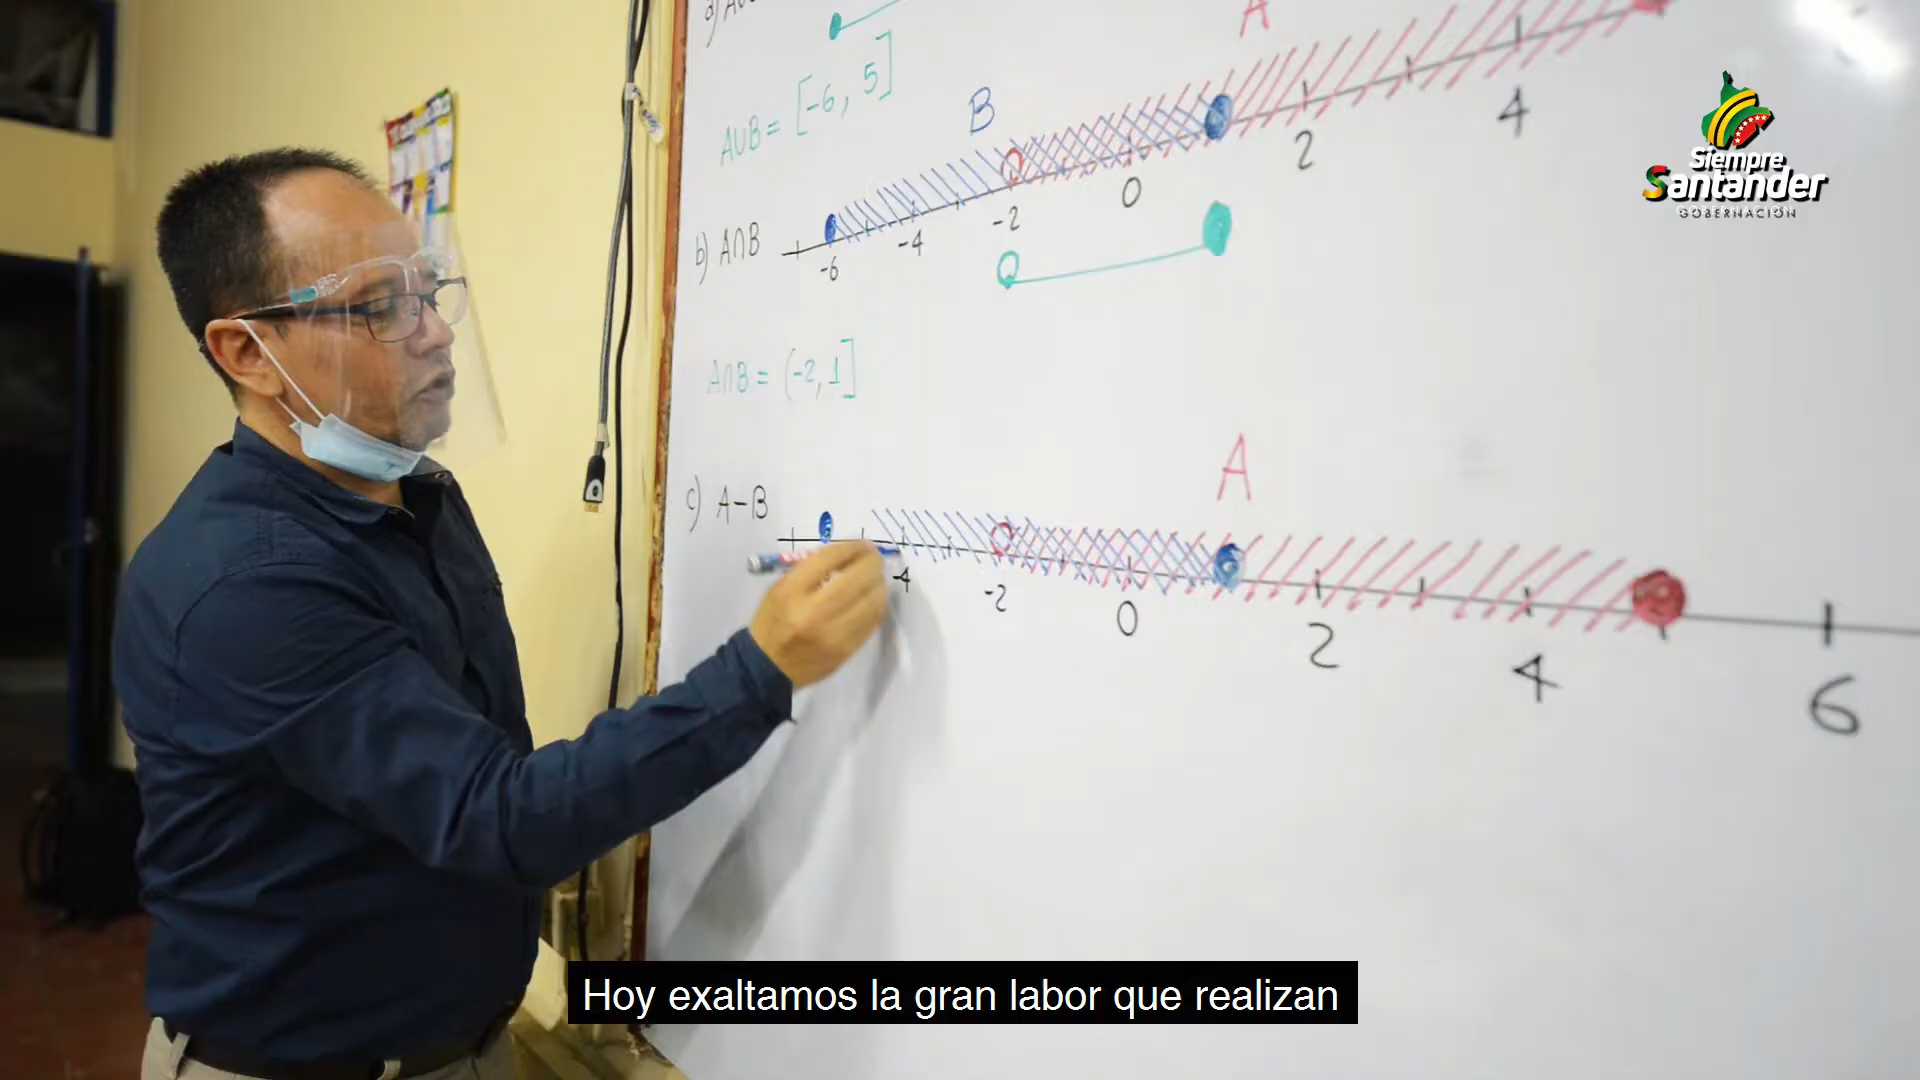 A∪B = [-6, 5]
A
B
b) A∩B
-6
-4
-2
0
2
4
A∩B = (-2, 1]
A
c) A-B
-4
-2
0
2
4
6
Siempre
Santander
GOBERNACIÓN
Hoy exaltamos la gran labor que realizan